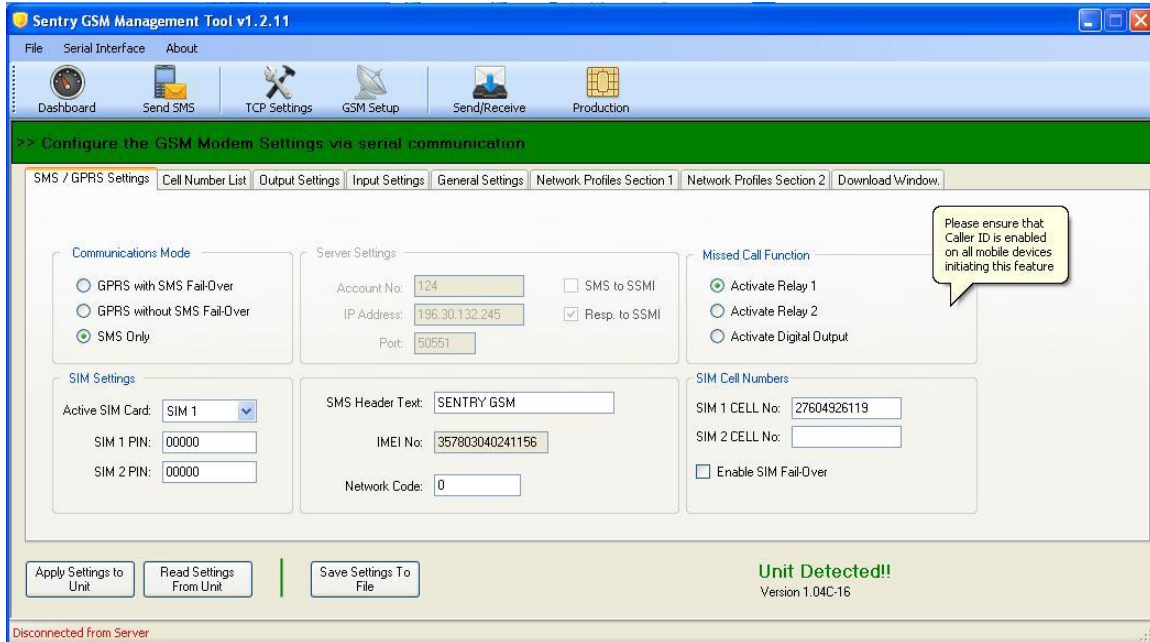 Sentry GSM Management Tool v1.2.11
File Serial Interface About
Dashboard Send SMS TCP Settings GSM Setup Send/Receive Production
>> Configure the GSM Modem Settings via serial communication
SMS / GPRS Settings Cell Number List Output Settings Input Settings General Settings Network Profiles Section 1 Network Profiles Section 2 Download Window.
Please ensure that
Caller ID is enabled
on all mobile devices
initiating this feature
Communications Mode
GPRS with SMS Fail-Over
GPRS without SMS Fail-Over
SMS Only
Server Settings
Account No: 124
IP Address: 196.30.132.245
Port: 50551
SMS to SSMI
Resp. to SSMI
Missed Call Function
Activate Relay 1
Activate Relay 2
Activate Digital Output
SIM Settings
Active SIM Card: SIM 1
SIM 1 PIN: 00000
SIM 2 PIN: 00000
SMS Header Text: SENTRY GSM
IMEI No: 357803040241156
Network Code: 0
SIM Cell Numbers
SIM 1 CELL No: 27604926119
SIM 2 CELL No:
Enable SIM Fail-Over
Apply Settings to
Unit
Read Settings
From Unit
Save Settings To
File
Unit Detected!!
Version 1.04C-16
Disconnected from Server